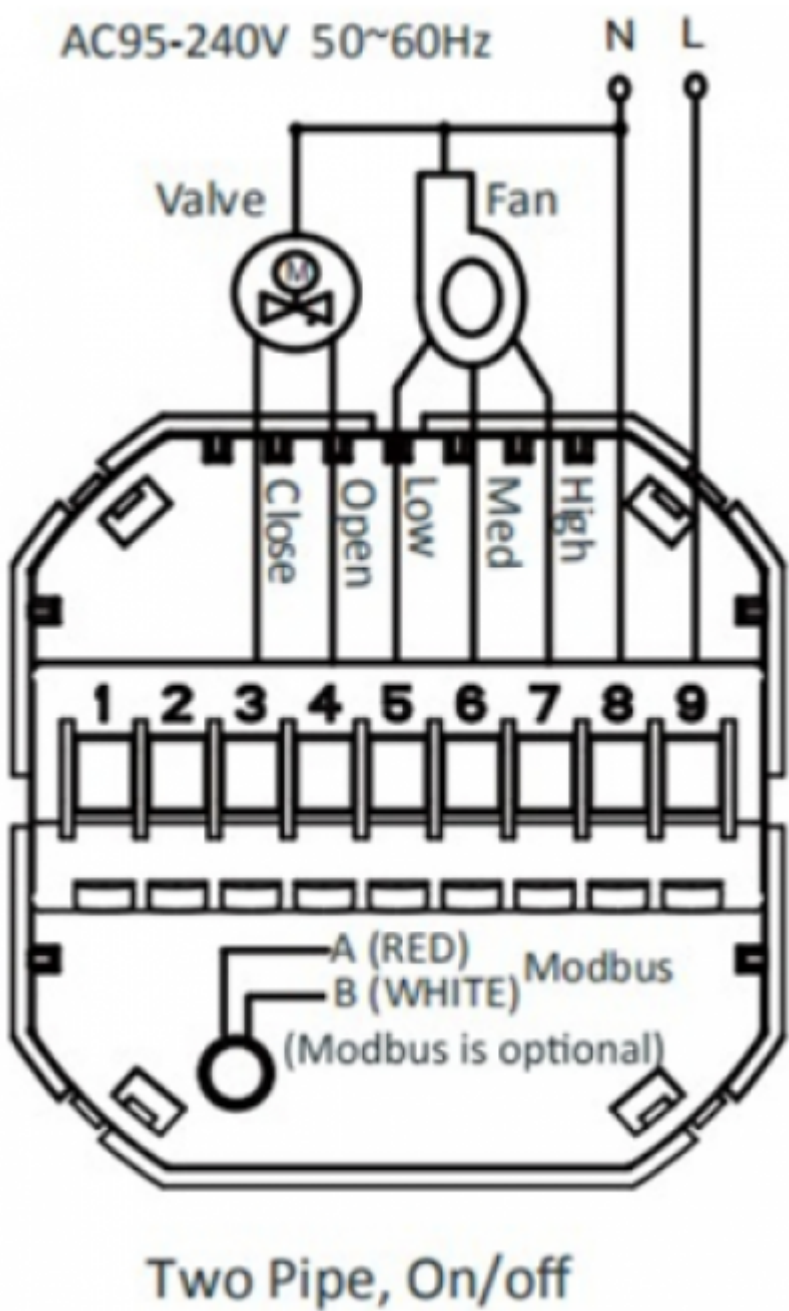 AC95-240V 50~60Hz N L
Valve
Fan
M
Close
Open
Low
Med
High
1 2 3 4 5 6 7 8 9
A (RED)
Modbus
B (WHITE)
(Modbus is optional)
Two Pipe, On/off